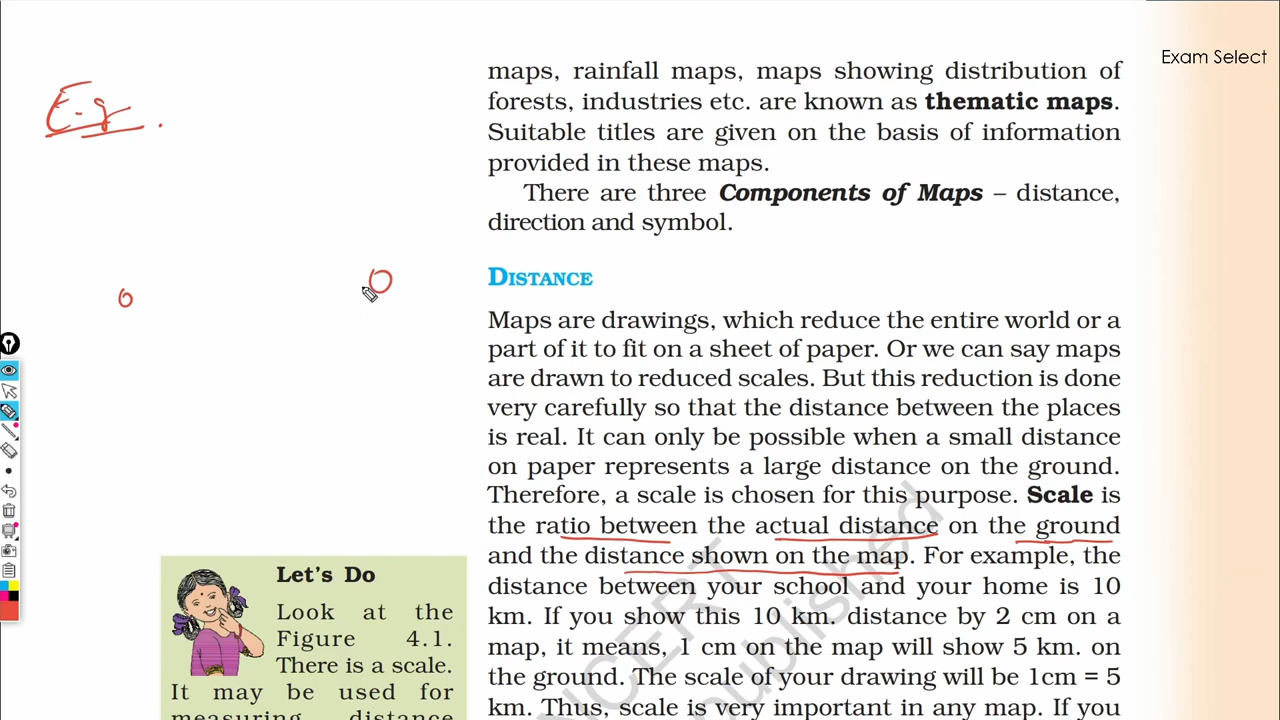 Exam Select
E.g.
maps, rainfall maps, maps showing distribution of
forests, industries etc. are known as thematic maps.
Suitable titles are given on the basis of information
provided in these maps.
There are three Components of Maps – distance,
direction and symbol.
DISTANCE
Maps are drawings, which reduce the entire world or a
part of it to fit on a sheet of paper. Or we can say maps
are drawn to reduced scales. But this reduction is done
very carefully so that the distance between the places
is real. It can only be possible when a small distance
on paper represents a large distance on the ground.
Therefore, a scale is chosen for this purpose. Scale is
the ratio between the actual distance on the ground
and the distance shown on the map. For example, the
distance between your school and your home is 10
km. If you show this 10 km. distance by 2 cm on a
map, it means, 1 cm on the map will show 5 km. on
the ground. The scale of your drawing will be 1cm = 5
km. Thus, scale is very important in any map. If you
Let's Do
Look at the
Figure 4.1.
There is a scale.
It may be used for
measuring distance
NCERT
published